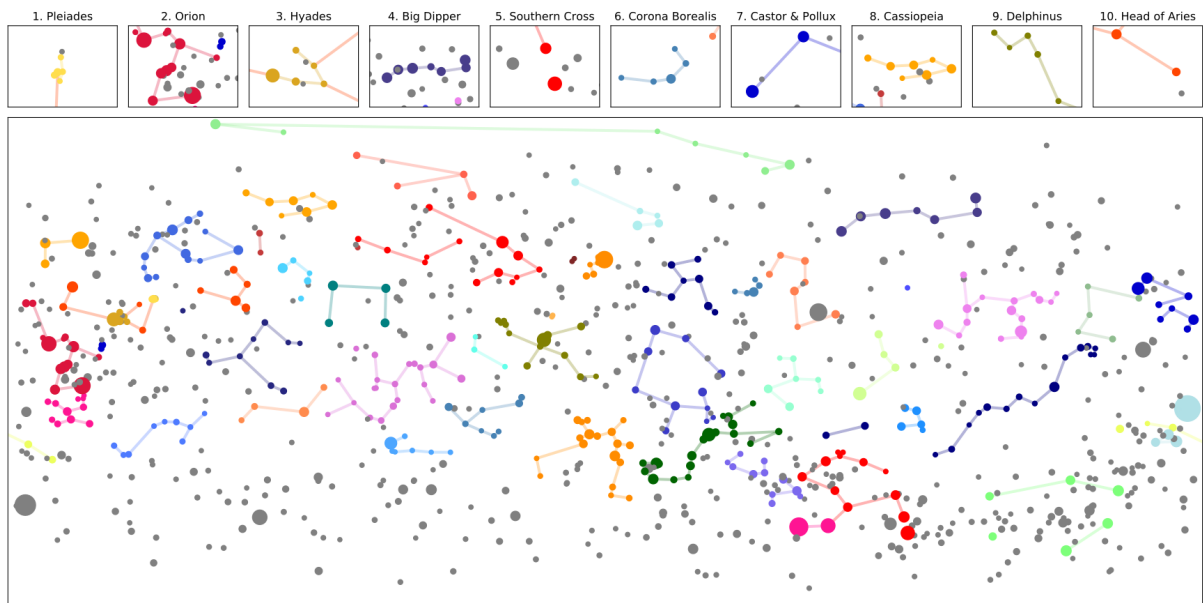 1. Pleiades
2. Orion
3. Hyades
4. Big Dipper
5. Southern Cross
6. Corona Borealis
7. Castor & Pollux
8. Cassiopeia
9. Delphinus
10. Head of Aries